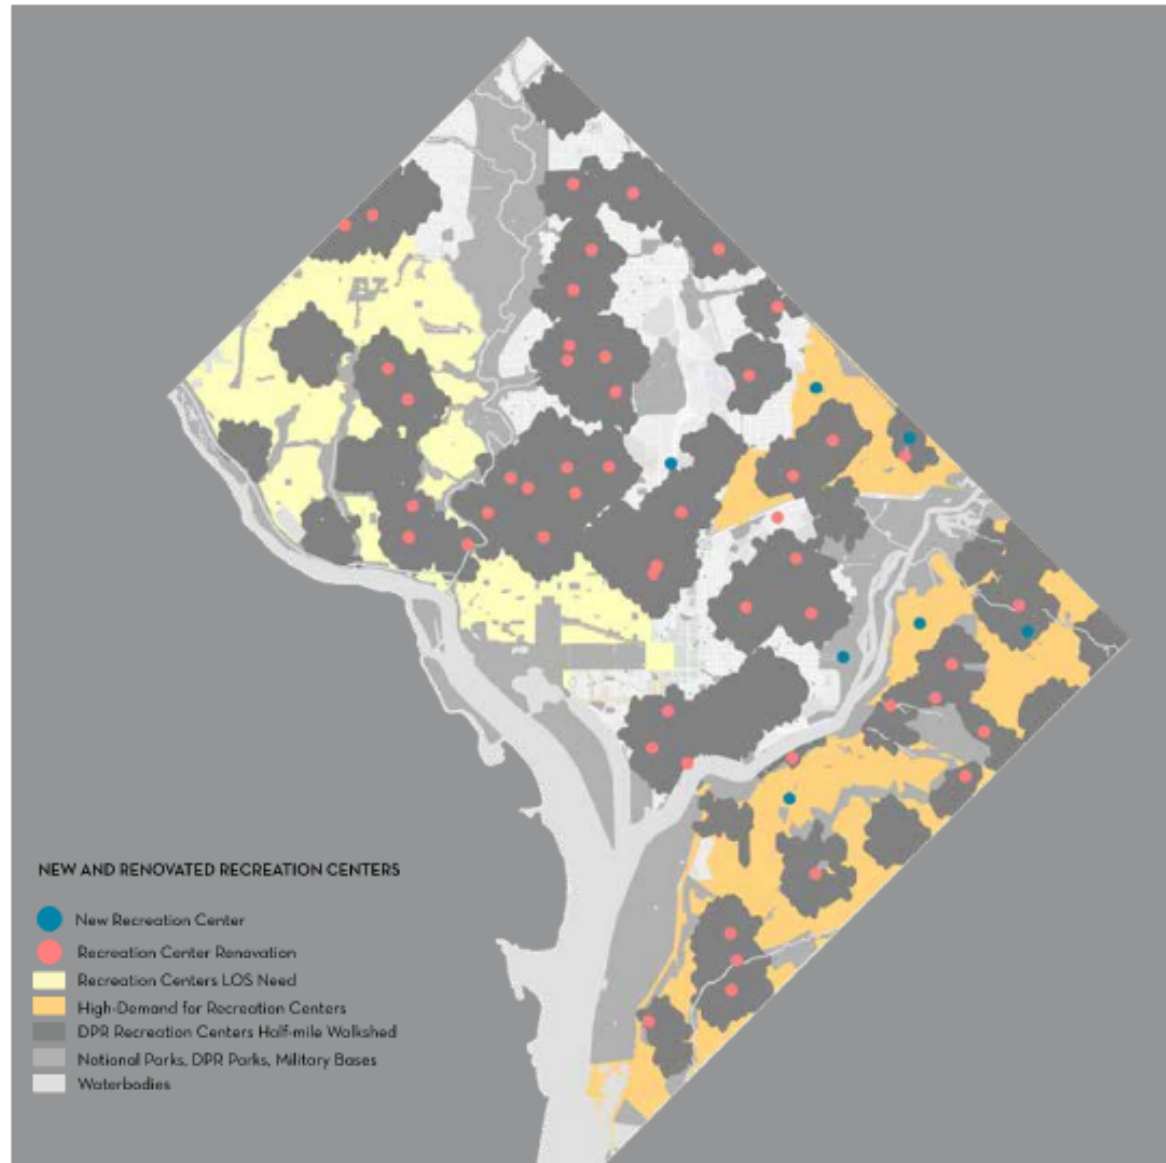 NEW AND RENOVATED RECREATION CENTERS
New Recreation Center
Recreation Center Renovation
Recreation Centers LOS Need
High-Demand for Recreation Centers
DPR Recreation Centers Half-mile Walkshed
National Parks, DPR Parks, Military Bases
Waterbodies